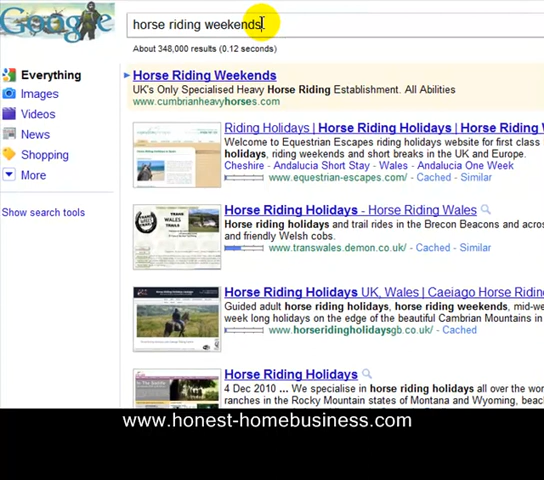 Google
horse riding weekends
About 348,000 results (0.12 seconds)
Everything
Images
Videos
News
Shopping
More
Show search tools
Horse Riding Weekends
UK's Only Specialised Heavy Horse Riding Establishment. All Abilities
www.cumbrianheavyhorses.com
Riding Holidays | Horse Riding Holidays | Horse Riding
Welcome to Equestrian Escapes riding holidays website for first class
holidays, riding weekends and short breaks in the UK and Europe.
Cheshire - Andalucia Short Stay - Wales - Andalucia One Week
www.equestrian-escapes.com/ - Cached - Similar
Horse Riding Holidays - Horse Riding Wales
Horse riding holidays and trail rides in the Brecon Beacons and
and friendly Welsh cobs.
www.transwales.demon.co.uk/ - Cached - Similar
Horse Riding Holidays UK, Wales | Caeiago Horse Riding
Guided adult horse riding holidays, horse riding weekends,
week long holidays on the edge of the beautiful Cambrian Mountains in
www.horseridingholidaysgb.co.uk/ - Cached
Horse Riding Holidays
4 Dec 2010 ... We specialise in horse riding holidays all over the
ranches in the Rocky Mountain states of Montana and Wyoming,
www.honest-homebusiness.com